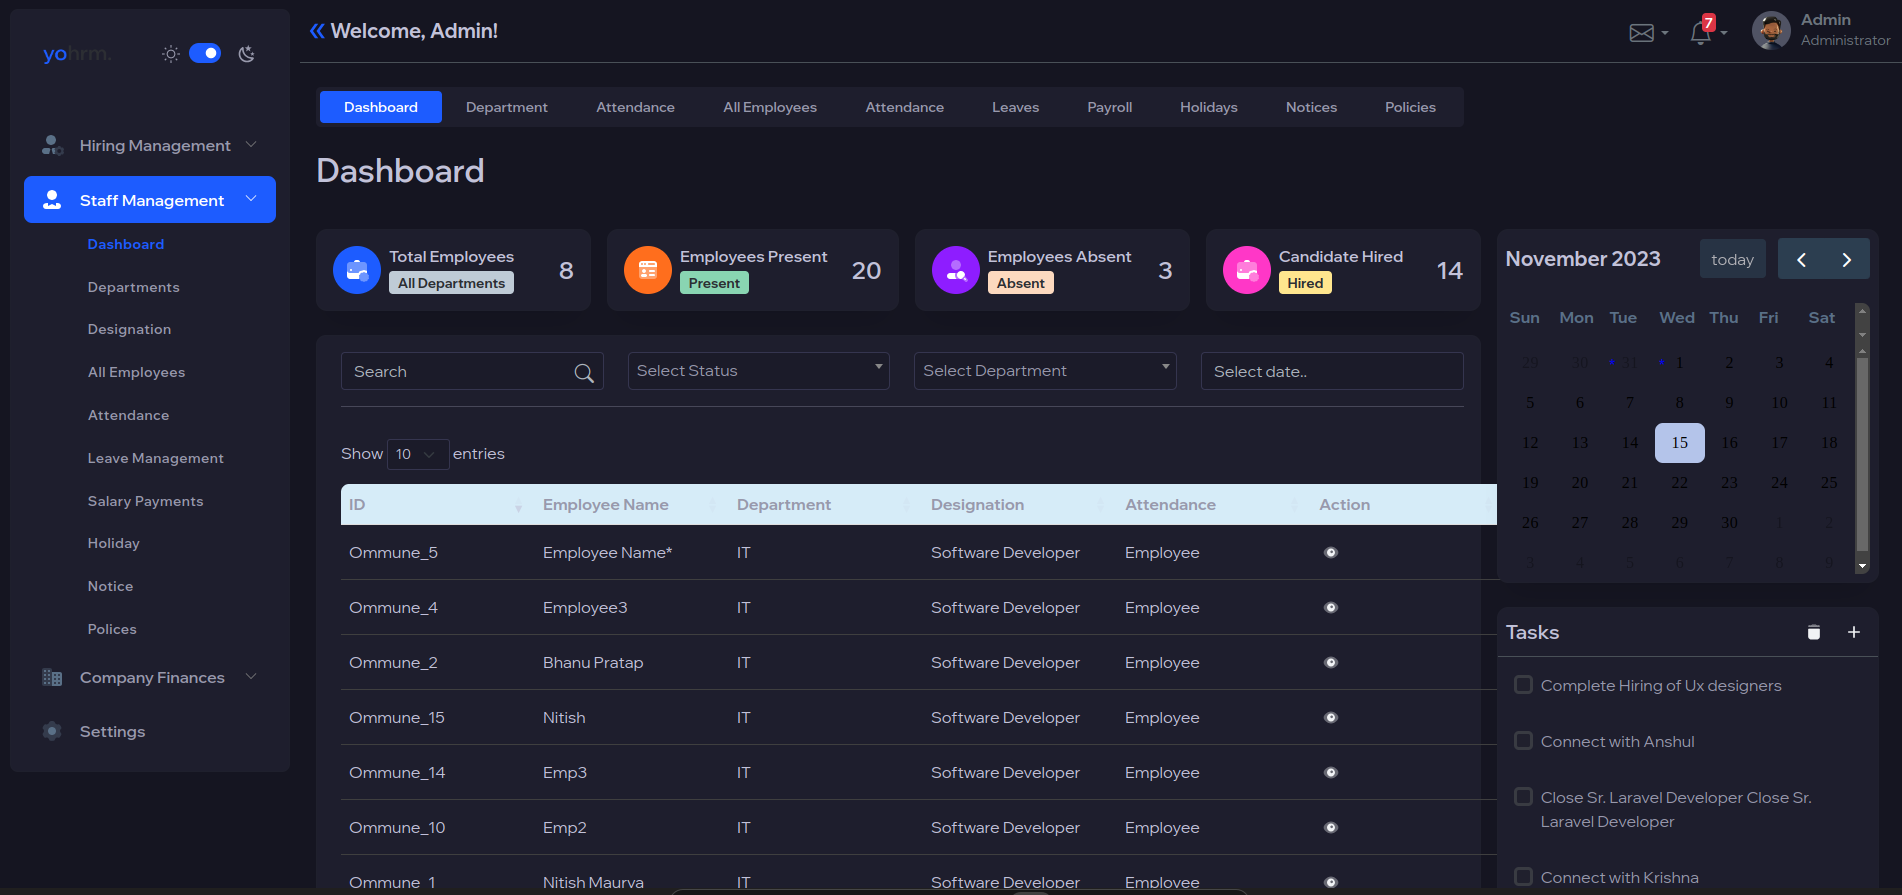 yohrm.
Hiring Management
Staff Management
Dashboard
Departments
Designation
All Employees
Attendance
Leave Management
Salary Payments
Holiday
Notice
Polices
Company Finances
Settings
Welcome, Admin!
7
Admin
Administrator
Dashboard Department Attendance All Employees Attendance Leaves Payroll Holidays Notices Policies
Dashboard
Total Employees
All Departments
8
Employees Present
Present
20
Employees Absent
Absent
3
Candidate Hired
Hired
14
Search Select Status Select Department Select date..
Show 10 entries
ID Employee Name Department Designation Attendance Action
Ommune_5 Employee Name* IT Software Developer Employee
Ommune_4 Employee3 IT Software Developer Employee
Ommune_2 Bhanu Pratap IT Software Developer Employee
Ommune_15 Nitish IT Software Developer Employee
Ommune_14 Emp3 IT Software Developer Employee
Ommune_10 Emp2 IT Software Developer Employee
Ommune_1 Nitish Maurya IT Software Developer Employee
November 2023 today
Sun Mon Tue Wed Thu Fri Sat
29 30 31 1 2 3 4
5 6 7 8 9 10 11
12 13 14 15 16 17 18
19 20 21 22 23 24 25
26 27 28 29 30 1 2
3 4 5 6 7 8 9
Tasks
Complete Hiring of Ux designers
Connect with Anshul
Close Sr. Laravel Developer Close Sr.
Laravel Developer
Connect with Krishna